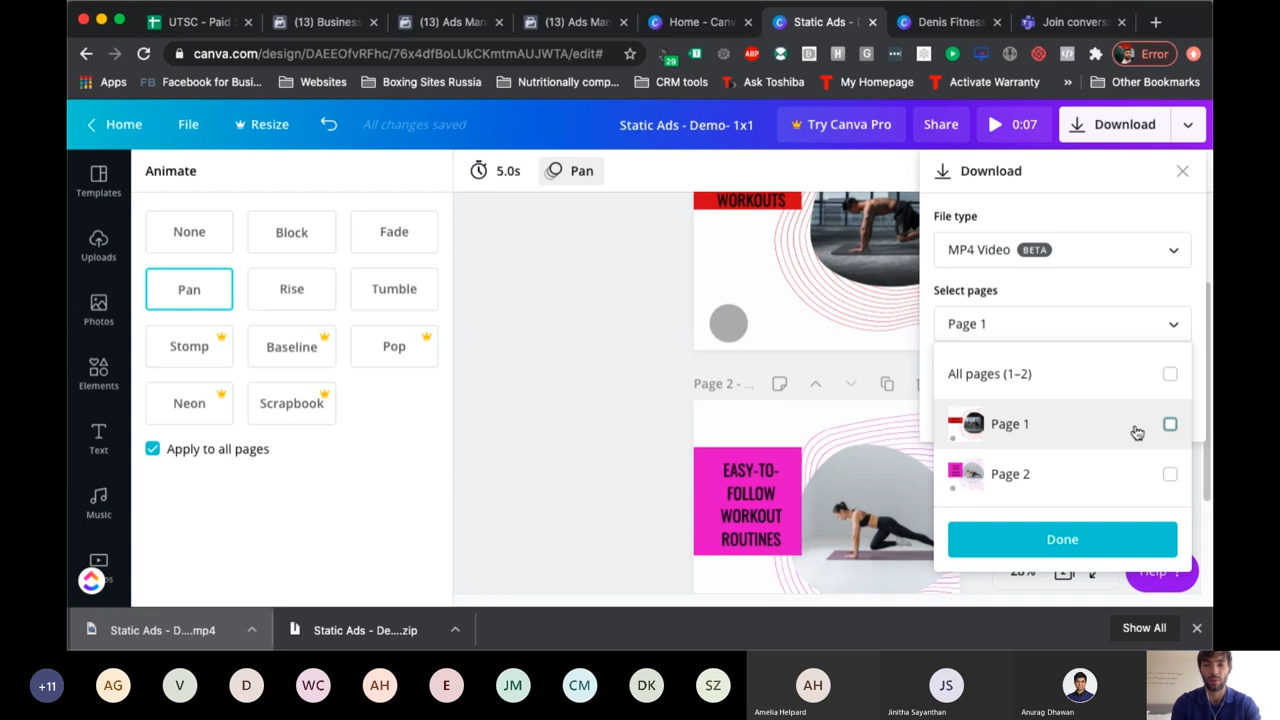 UTSC - Paid S
(13) Business
(13) Ads Man
(13) Ads Man
Home - Canv
Static Ads - D
Denis Fitness
Join convers
canva.com/design/DAEEOfvRFhc/76x4dfBoLUkCKmtmAUJWTA/edit#
29
ABP
H
G
Error
Apps
FB Facebook for Busi...
Websites
Boxing Sites Russia
Nutritionally comp...
CRM tools
Ask Toshiba
My Homepage
Activate Warranty
»
Other Bookmarks
Home
File
Resize
All changes saved
Static Ads - Demo- 1x1
Try Canva Pro
Share
0:07
Download
Templates
Uploads
Photos
Elements
Text
Music
Animate
None
Block
Fade
Pan
Rise
Tumble
Stomp
Baseline
Pop
Neon
Scrapbook
Apply to all pages
5.0s
Pan
WORKOUTS
Page 2 - ...
EASY-TO-
FOLLOW
WORKOUT
ROUTINES
Download
File type
MP4 Video BETA
Select pages
Page 1
All pages (1–2)
Page 1
Page 2
Done
Static Ads - D....mp4
Static Ads - De....zip
Show All
+11
AG
V
D
WC
AH
E
JM
CM
DK
SZ
AH
Amelia Helpard
JS
Jinitha Sayanthan
Anurag Dhawan